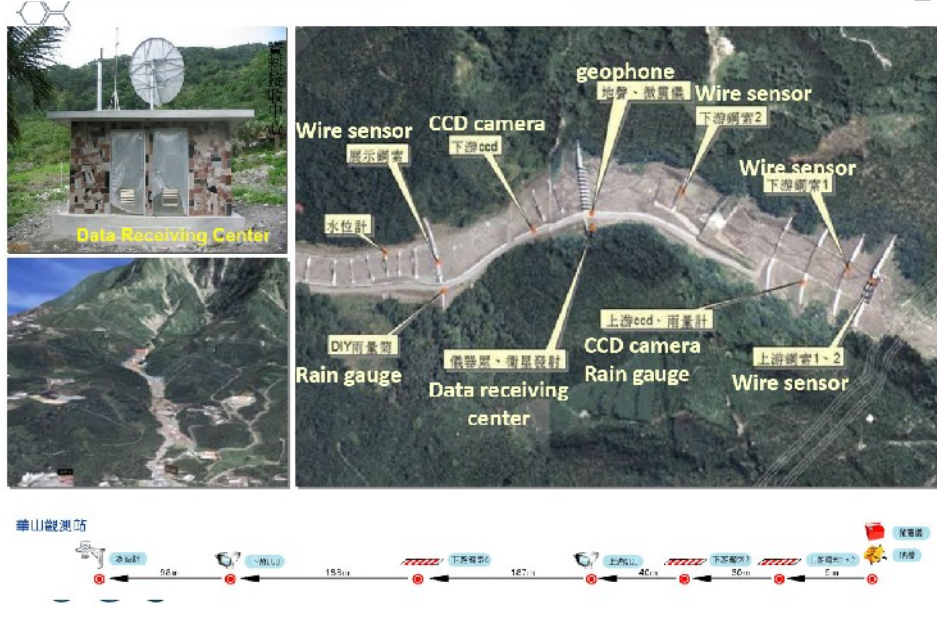 Data Receiving Center
geophone
地聲、微震儀
Wire sensor
下游鋼索2
Wire sensor
展示鋼索
CCD camera
下游ccd
Wire sensor
下游鋼索1
水位計
DIY雨量筒
Rain gauge
儀器屋、衛星發射
Data receiving
center
上游ccd、雨量計
CCD camera
Rain gauge
上游鋼索1、2
Wire sensor
華山觀測站
水位計
98m
187m
40m
30m